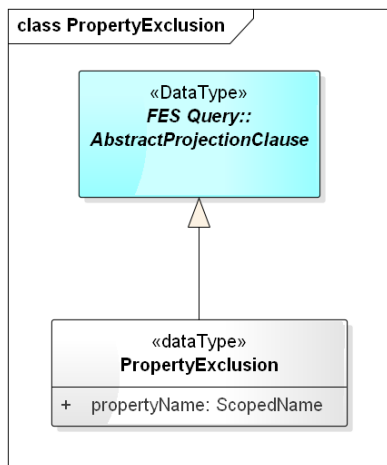 class PropertyExclusion
«DataType»
FES Query::
AbstractProjectionClause
«dataType»
PropertyExclusion
+ propertyName: ScopedName